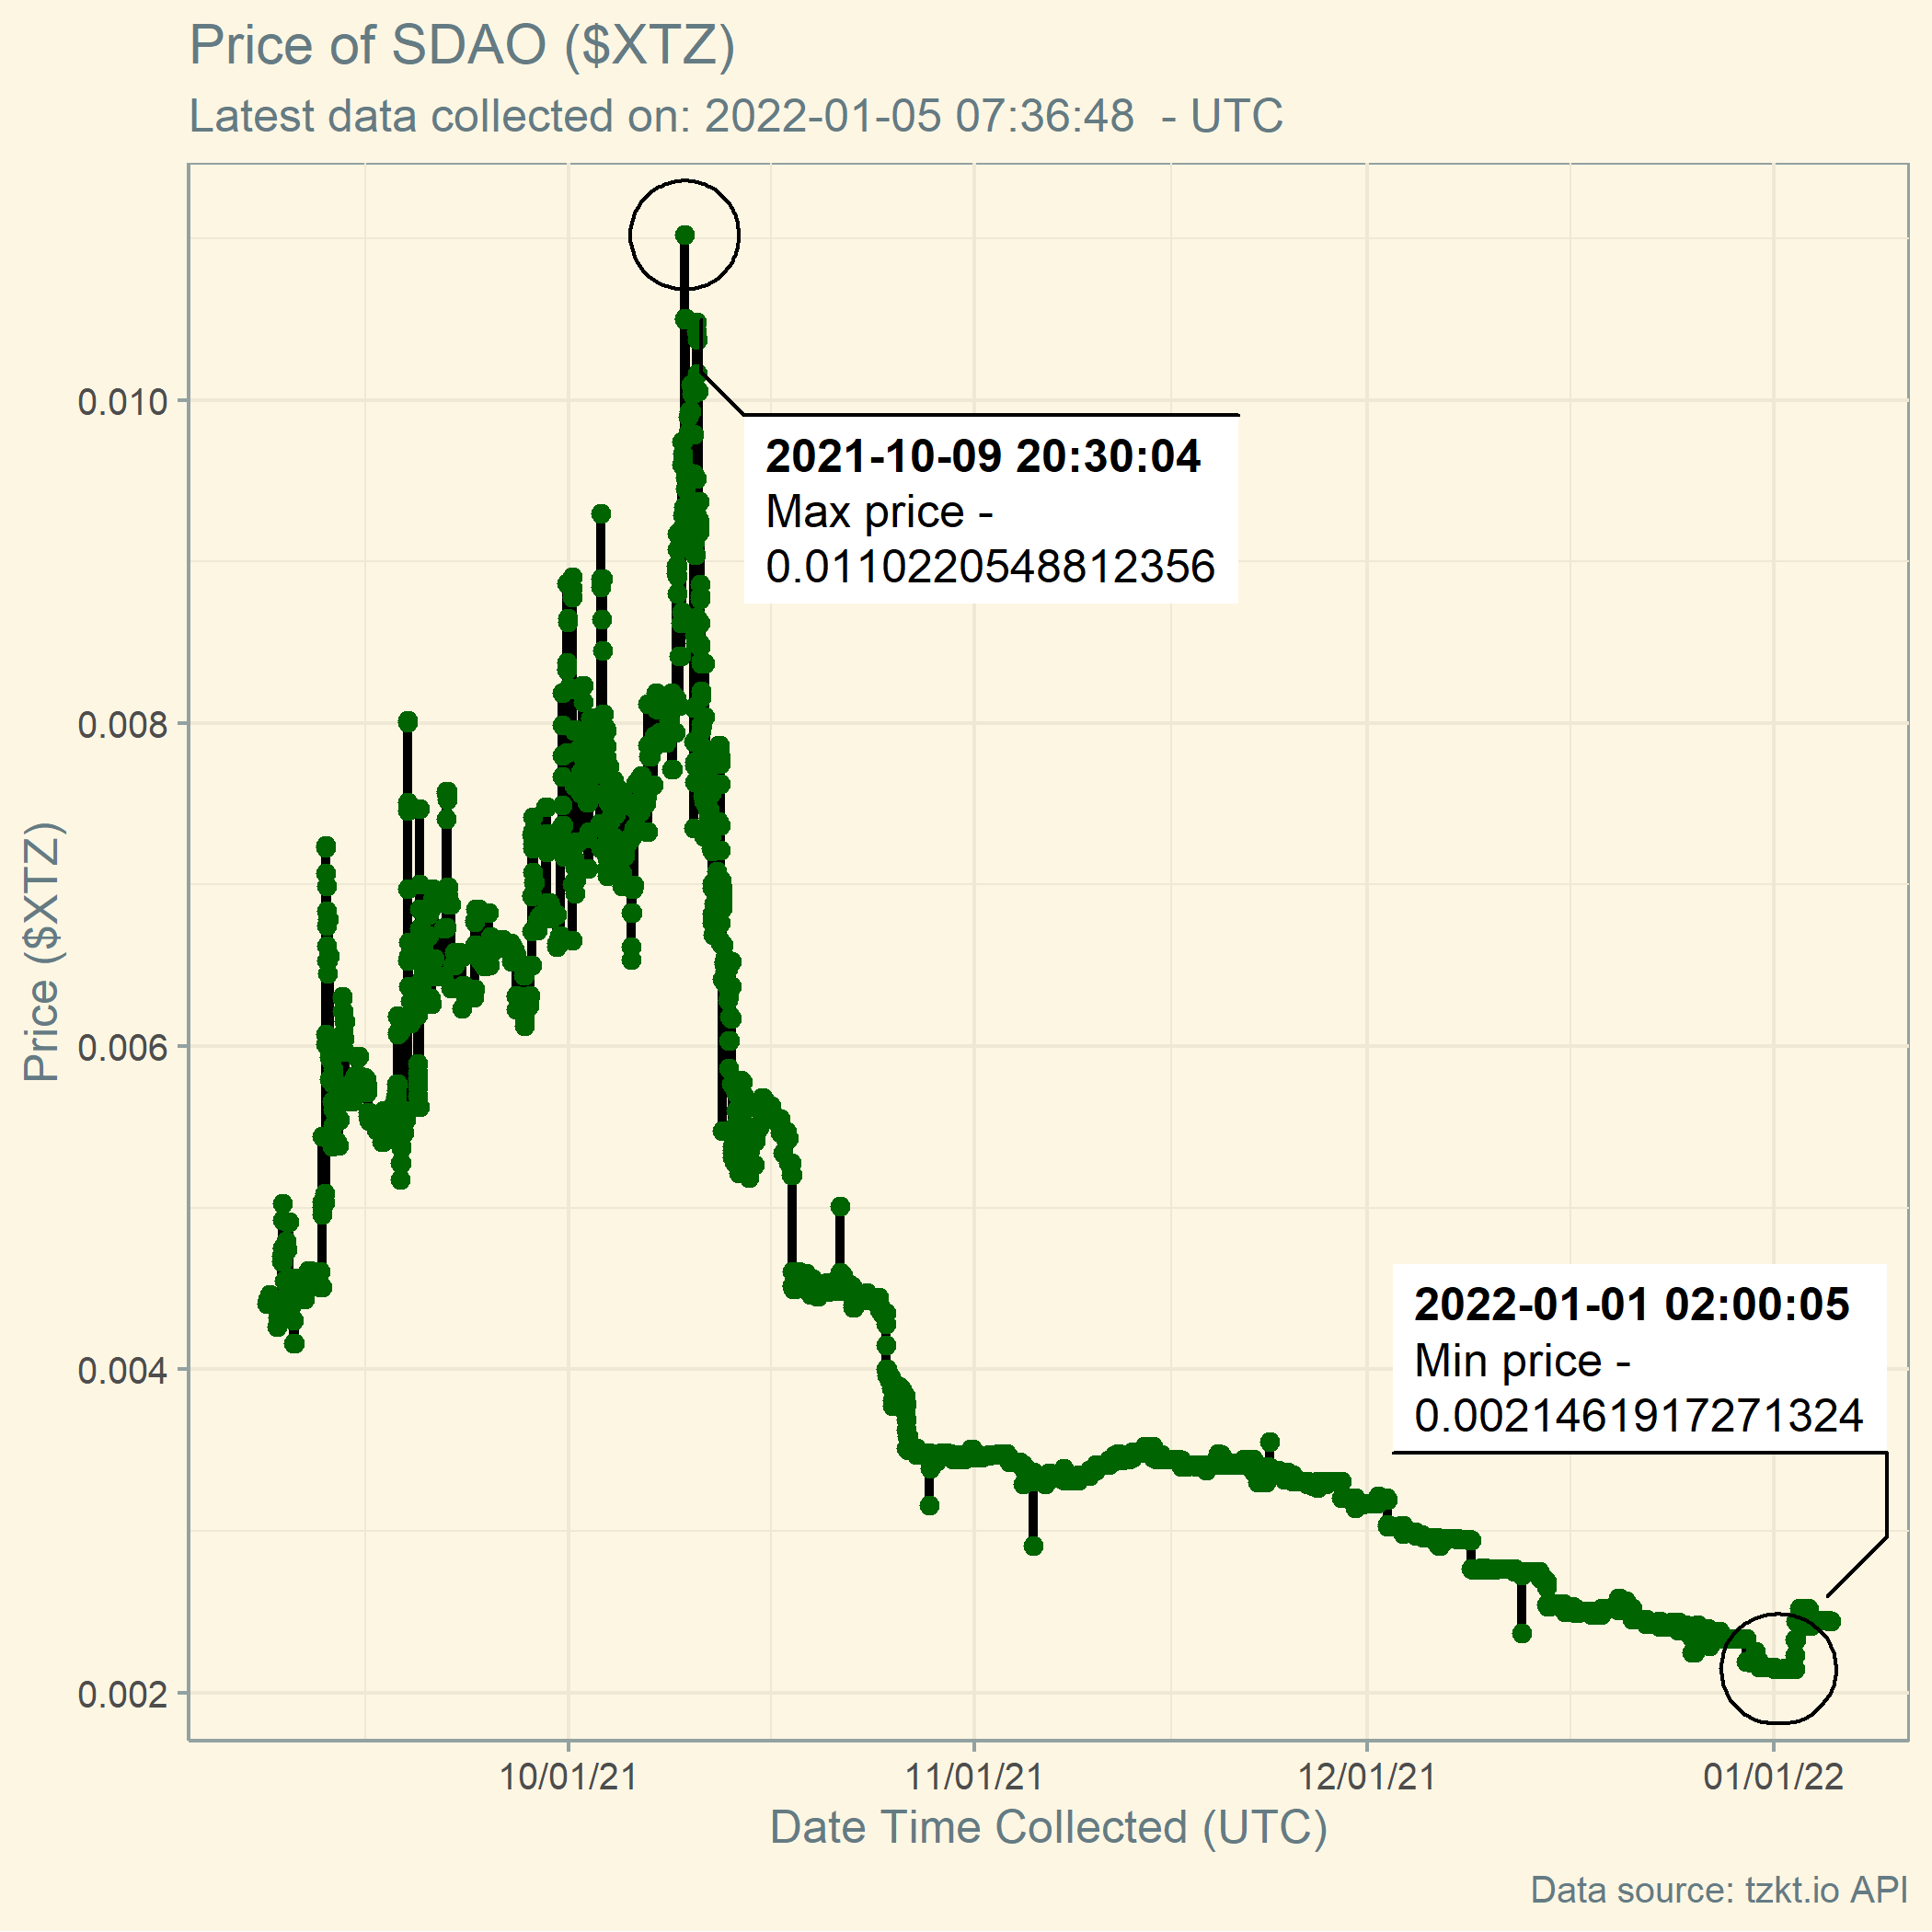 Price of SDAO ($XTZ)
Latest data collected on: 2022-01-05 07:36:48  - UTC
0.010
0.008
0.006
0.004
0.002
Price ($XTZ)
2021-10-09 20:30:04
Max price -
0.0110220548812356
2022-01-01 02:00:05
Min price -
0.0021461917271324
10/01/21
11/01/21
12/01/21
01/01/22
Date Time Collected (UTC)
Data source: tzkt.io API